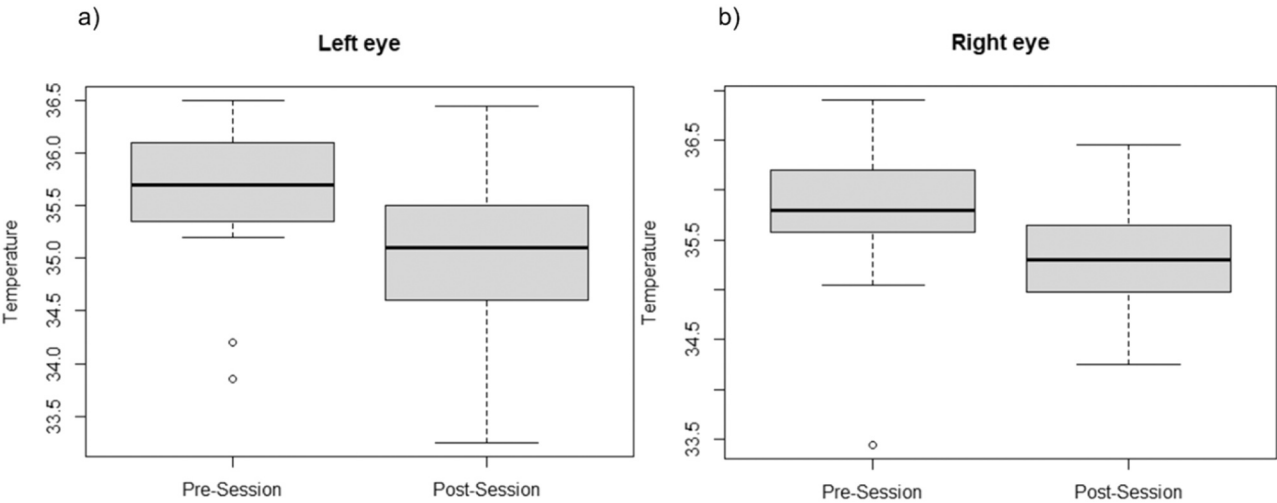 a)
Left eye
Temperature
36.5
36.0
35.5
35.0
34.5
34.0
33.5
Pre-Session
Post-Session
b)
Right eye
Temperature
36.5
35.5
34.5
33.5
Pre-Session
Post-Session